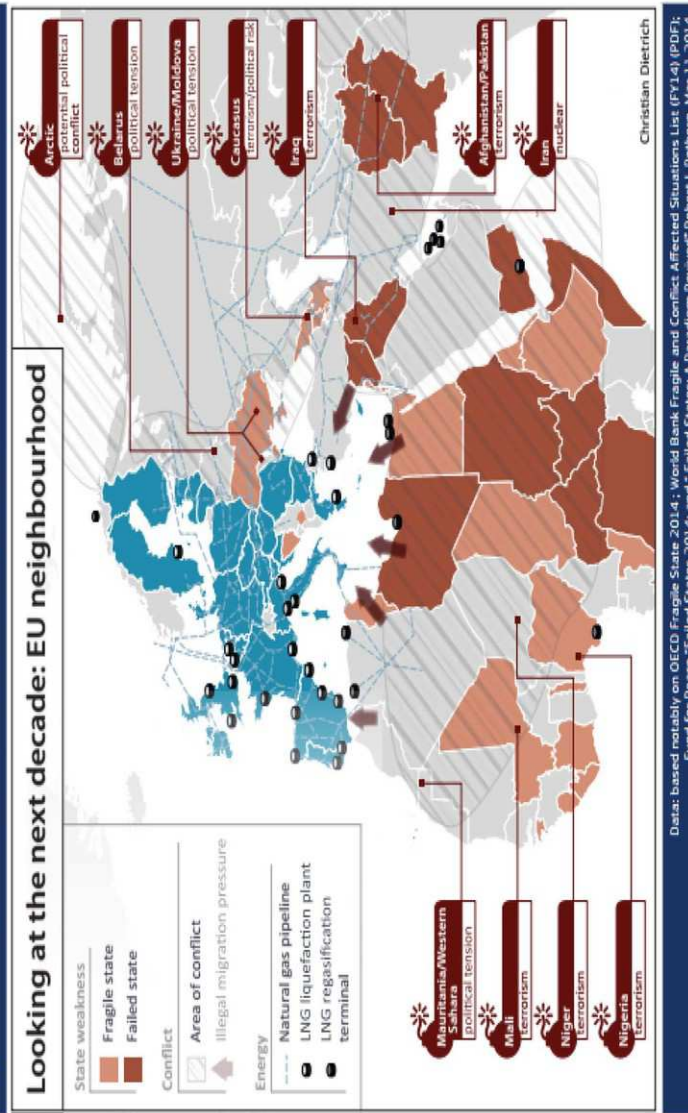 Looking at the next decade: EU neighbourhood
State weakness
Fragile state
Failed state
Conflict
Area of conflict
Illegal migration pressure
Energy
Natural gas pipeline
LNG liquefaction plant
LNG regasification
terminal
Arctic
potential political
conflict
Belarus
political tension
Ukraine/Moldova
political tension
Caucasus
terrorism/political risk
Iraq
terrorism
Afghanistan/Pakistan
terrorism
Iran
nuclear
Mauritania/Western
Sahara
political tension
Mali
terrorism
Niger
terrorism
Nigeria
terrorism
Christian Dietrich
Data: based notably on OECD Fragile State 2014; World Bank Fragile and Conflict Affected Situations List (FY14) (PDF);